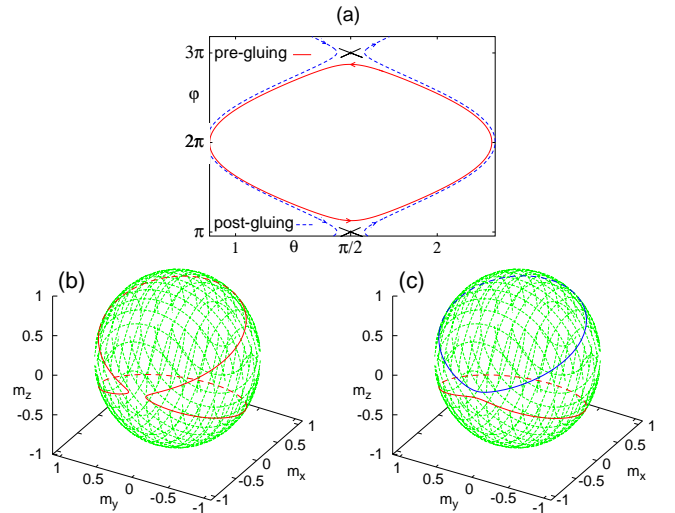 (a)
3π
pre-gluing
φ
2π
post-gluing
π
1 θ π/2 2
(b) (c)
1 1
0.5 0.5
0 0
m_z m_z
-0.5 -0.5
-1 -1
1 0.5 0 -0.5 -1 -1 -0.5 0 0.5 1
m_y m_x
1 0.5 0 -0.5 -1 -1 -0.5 0 0.5 1
m_y m_x